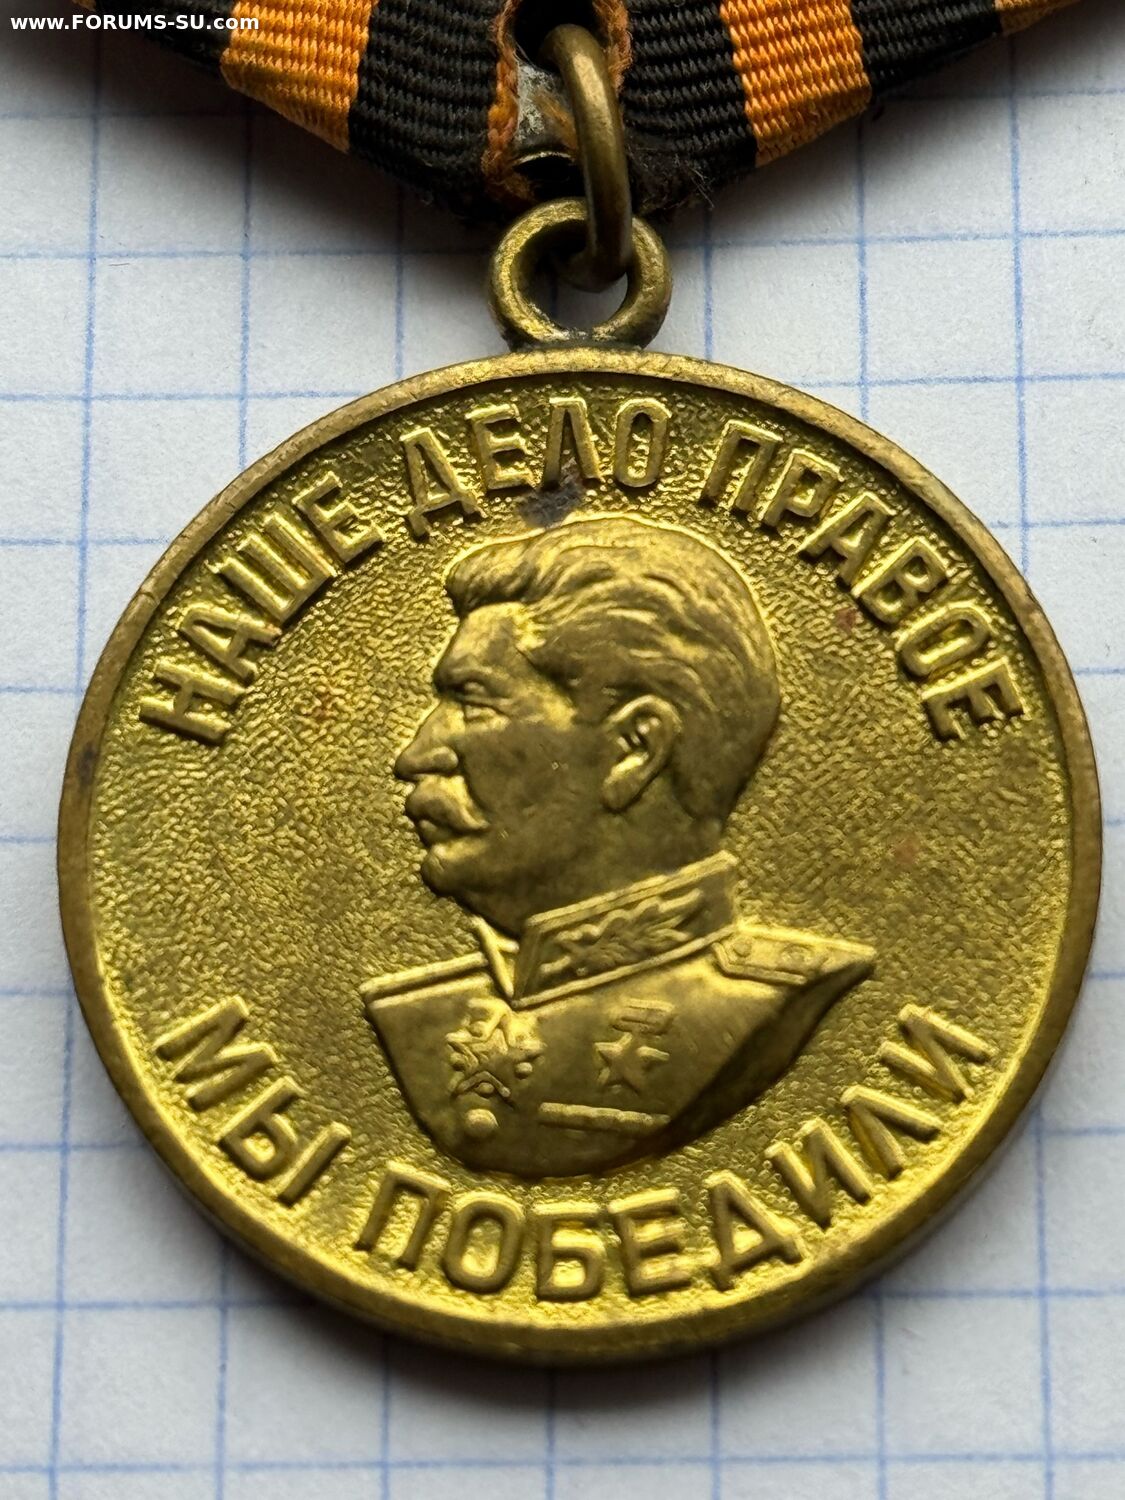 www.FORUMS-SU.com
НАШЕ ДЕЛО ПРАВОЕ
МЫ ПОБЕДИЛИ